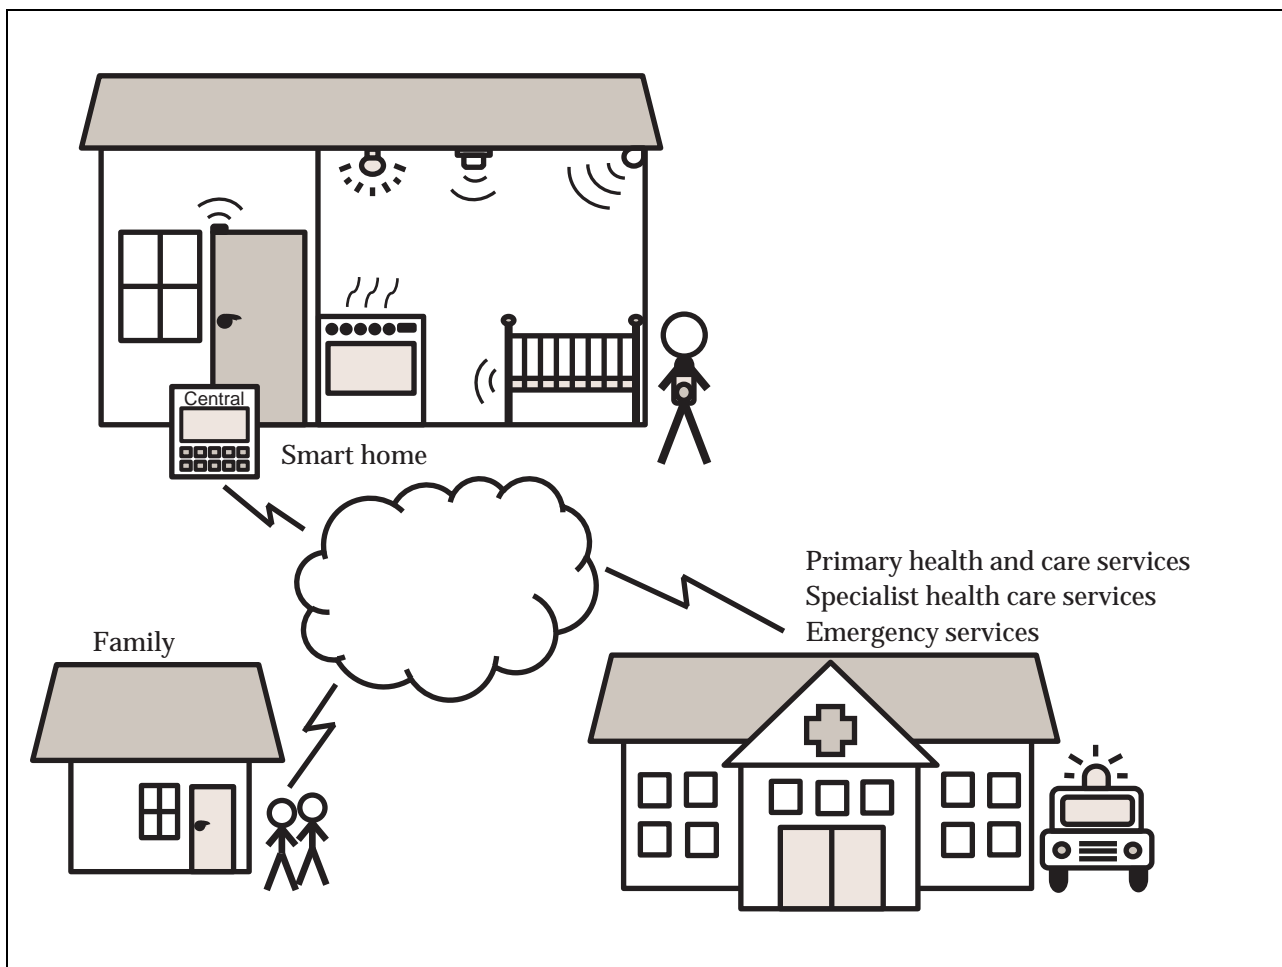 Central
Smart home
Primary health and care services
Specialist health care services
Emergency services
Family